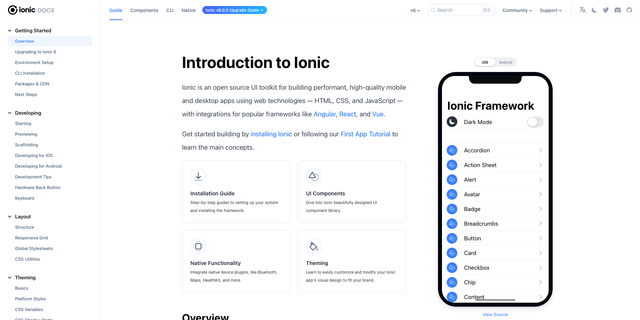 ionic DOCS
Guide
Components
CLI
Native
Ionic v8.0.0 Upgrade Guide
v6
Search
⌘K
Community
Support
Getting Started
Overview
Upgrading to Ionic 6
Environment Setup
CLI Installation
Packages & CDN
Next Steps
Developing
Starting
Previewing
Scaffolding
Developing for iOS
Developing for Android
Development Tips
Hardware Back Button
Keyboard
Layout
Structure
Responsive Grid
Global Stylesheets
CSS Utilities
Theming
Basics
Platform Styles
CSS Variables
Introduction to Ionic
Ionic is an open source UI toolkit for building performant, high-quality mobile
and desktop apps using web technologies — HTML, CSS, and JavaScript —
with integrations for popular frameworks like Angular, React, and Vue.
Get started building by installing Ionic or following our First App Tutorial to
learn the main concepts.
Installation Guide
Step-by-step guides to setting up your system
and installing the framework.
UI Components
Dive into Ionic beautifully designed UI
component library.
Native Functionality
Integrate native device plugins, like Bluetooth,
Maps, HealthKit, and more.
Theming
Learn to easily customize and modify your Ionic
app's visual design to fit your brand.
Overview
iOS
Android
Ionic Framework
Dark Mode
Accordion
Action Sheet
Alert
Avatar
Badge
Breadcrumbs
Button
Card
Checkbox
Chip
Content
View Source